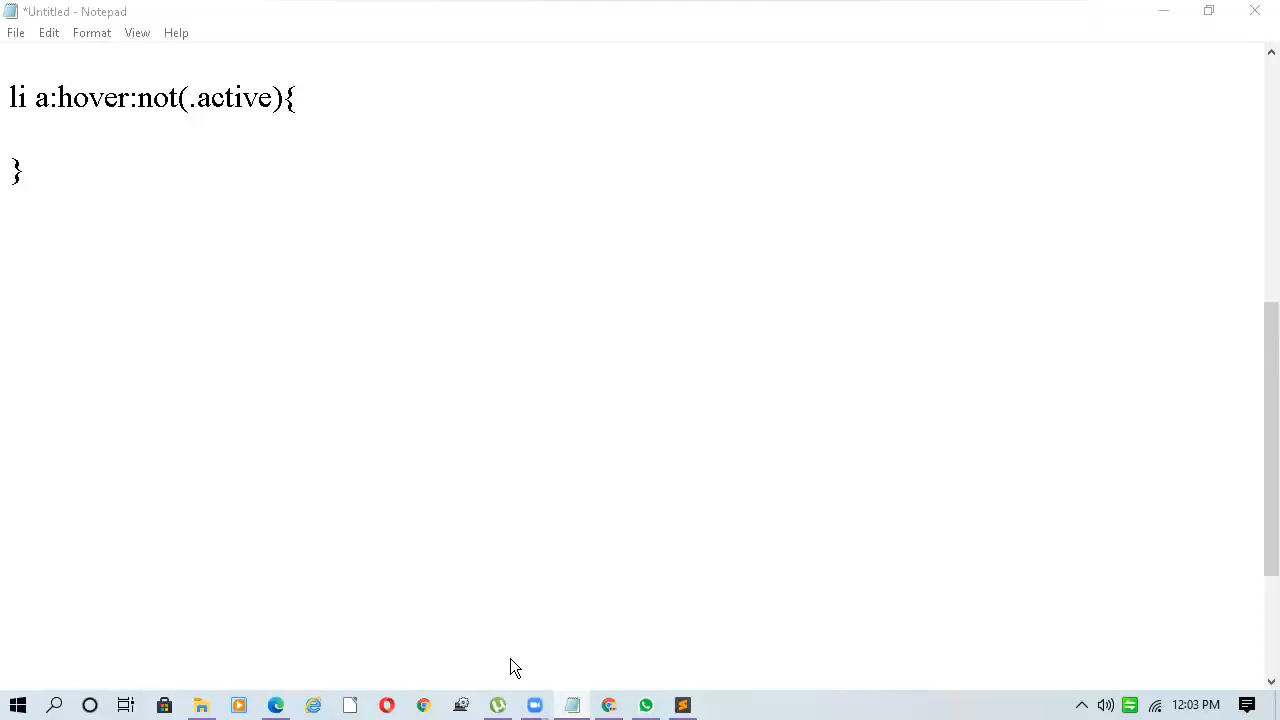 *Untitled - Notepad
File Edit Format View Help
li a:hover:not(.active){
}
12:03 PM